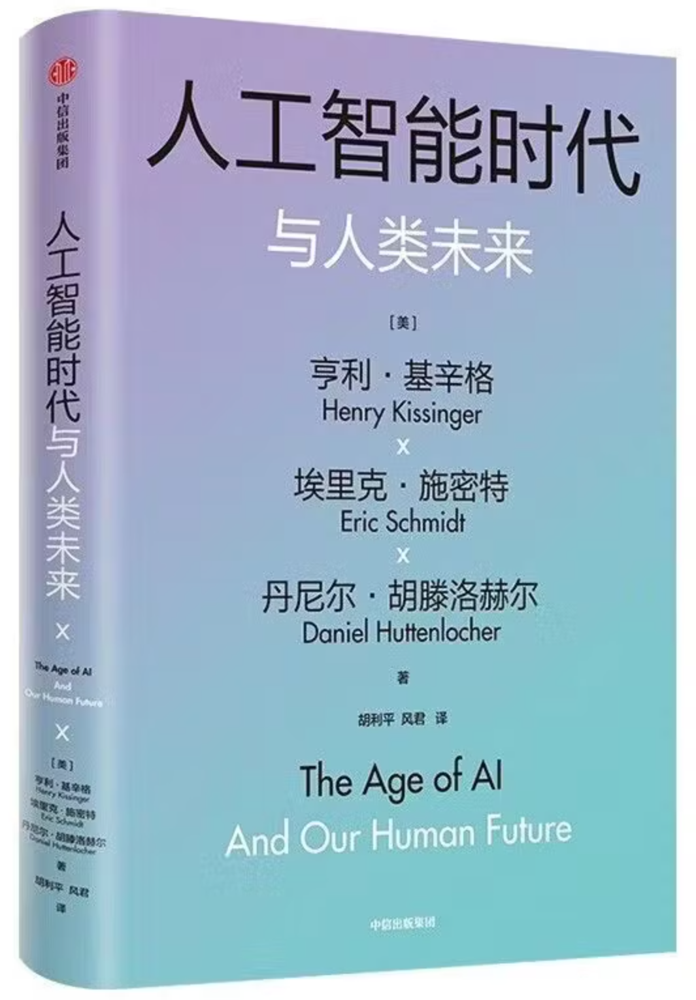 中信出版集团
人工智能时代与人类未来
X
The Age of AI
And
Our Human Future
X
[美]
亨利·基辛格
Henry Kissinger
埃里克·施密特
Eric Schmidt
丹尼尔·胡滕洛赫尔
Daniel Huttenlocher
著
胡利平 风君
译
人工智能时代
与人类未来
[美]
亨利·基辛格
Henry Kissinger
X
埃里克·施密特
Eric Schmidt
X
丹尼尔·胡滕洛赫尔
Daniel Huttenlocher
著
胡利平 风君 译
The Age of AI
And Our Human Future
中信出版集团